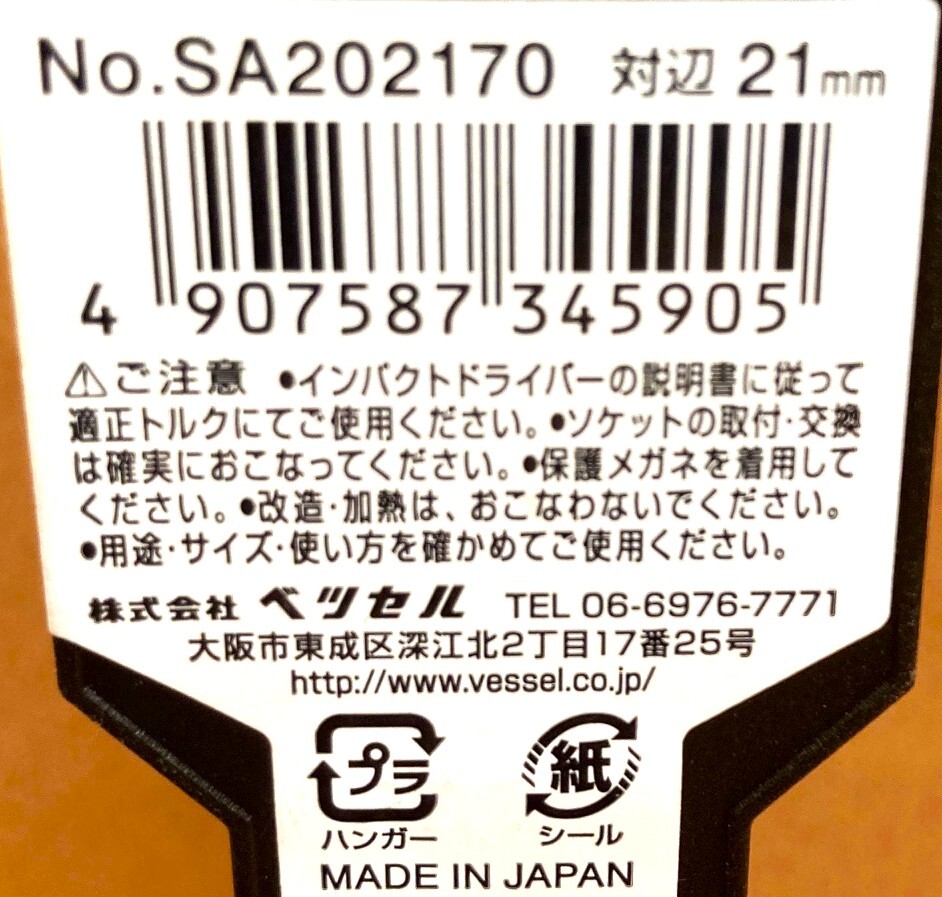 No.SA202170 対辺 21mm
4 907587 345905
⚠ご注意 ●インパクトドライバーの説明書に従って
適正トルクにてご使用ください。●ソケットの取付・交換
は確実におこなってください。●保護メガネを着用して
ください。●改造・加熱は、おこなわないでください。
●用途・サイズ・使い方を確かめてご使用ください。
株式会社 ベッセル TEL 06-6976-7771
大阪市東成区深江北2丁目17番25号
http://www.vessel.co.jp/
プラ 紙
ハンガー シール
MADE IN JAPAN